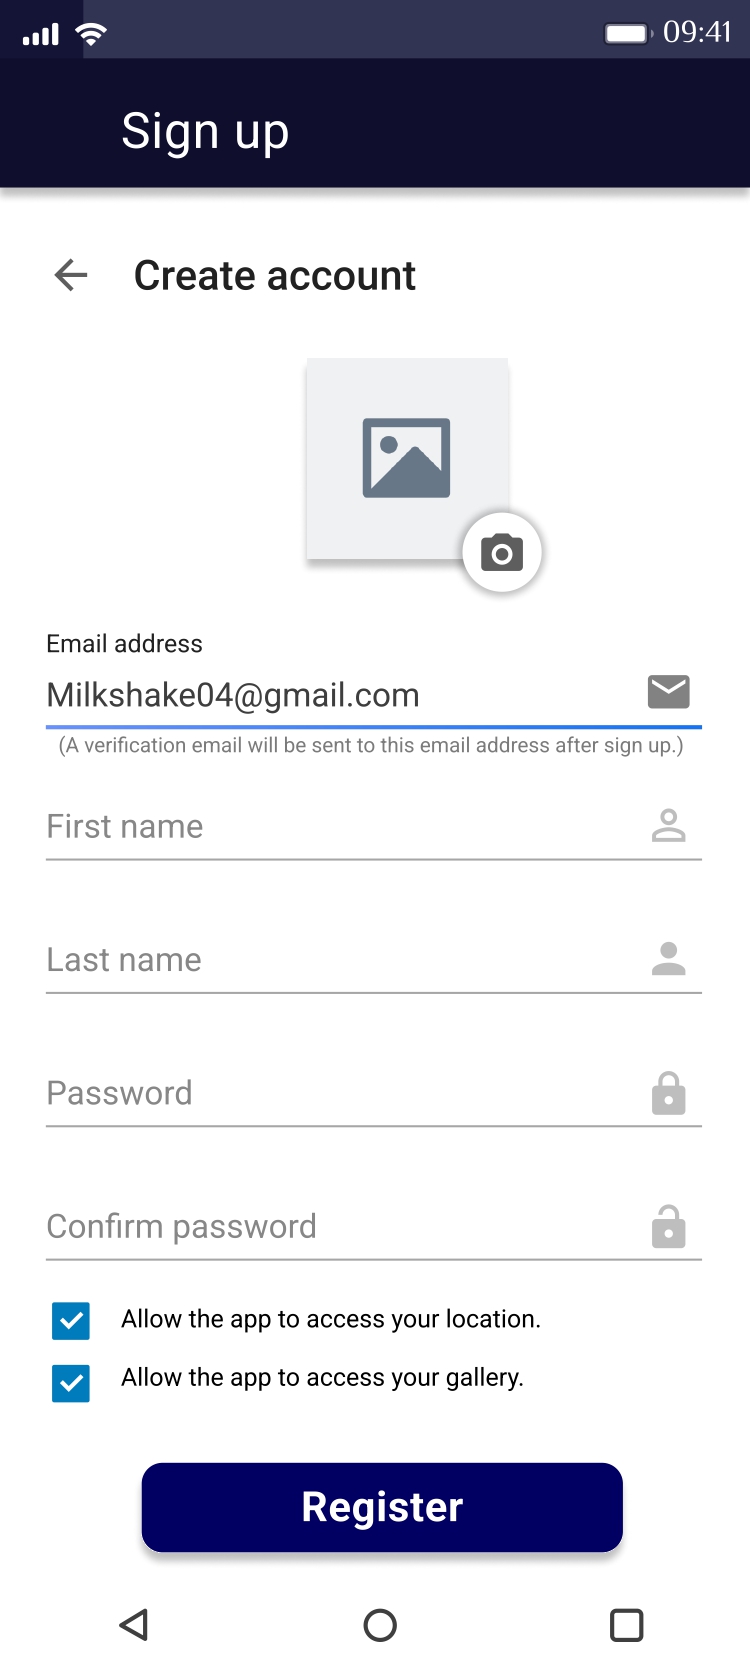 09:41
Sign up
Create account
Email address
Milkshake04@gmail.com
(A verification email will be sent to this email address after sign up.)
First name
Last name
Password
Confirm password
Allow the app to access your location.
Allow the app to access your gallery.
Register